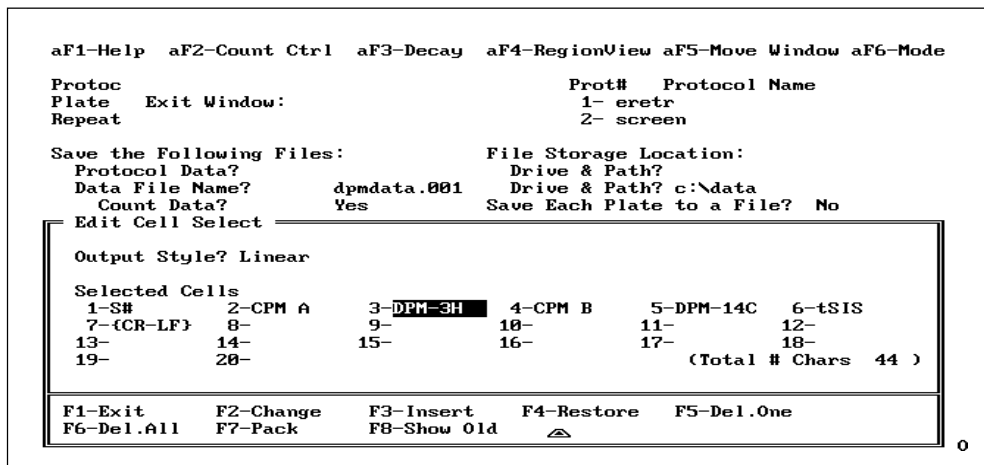 aF1-Help aF2-Count Ctrl aF3-Decay aF4-RegionView aF5-Move Window aF6-Mode
Protoc Prot# Protocol Name
Plate Exit Window: 1- eretr
Repeat 2- screen
Save the Following Files: File Storage Location:
Protocol Data? Drive & Path?
Data File Name? dpmdata.001 Drive & Path? c:\data
Count Data? Yes Save Each Plate to a File? No
Edit Cell Select
Output Style? Linear
Selected Cells
1-S# 2-CPM A 3-DPM-3H 4-CPM B 5-DPM-14C 6-tSIS
7-{CR-LF} 8- 9- 10- 11- 12-
13- 14- 15- 16- 17- 18-
19- 20- (Total # Chars 44 )
F1-Exit F2-Change F3-Insert F4-Restore F5-Del.One
F6-Del.All F7-Pack F8-Show Old
0